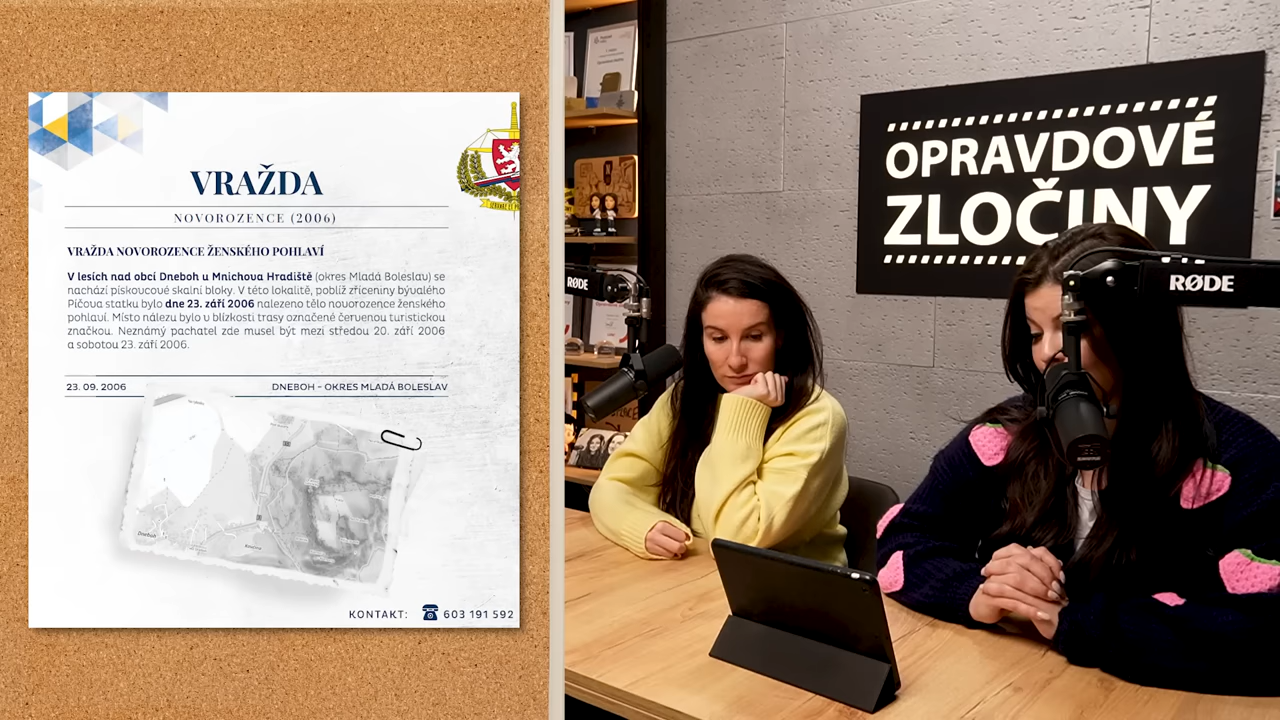 VRAŽDA
NOVOROZENCE (2006)
VRAŽDA NOVOROZENCE ŽENSKÉHO POHLAVÍ
V lesích nad obcí Dneboh u Mnichova Hradiště (okres Mladá Boleslav) se
nachází pískovcové skalní bloky. V této lokalitě, poblíž zříceniny bývalého
Píčova statku bylo dne 23. září 2006 nalezeno tělo novorozence ženského
pohlaví. Místo nálezu bylo v blízkosti trasy označené červenou turistickou
značkou. Neznámý pachatel zde musel být mezi středou 20. září 2006
a sobotou 23. září 2006.
23. 09. 2006
DNEBOH - OKRES MLADÁ BOLESLAV
Dneboh
KONTAKT: 603 191 592
OPRAVDOVÉ
ZLOČINY
RØDE
RØDE